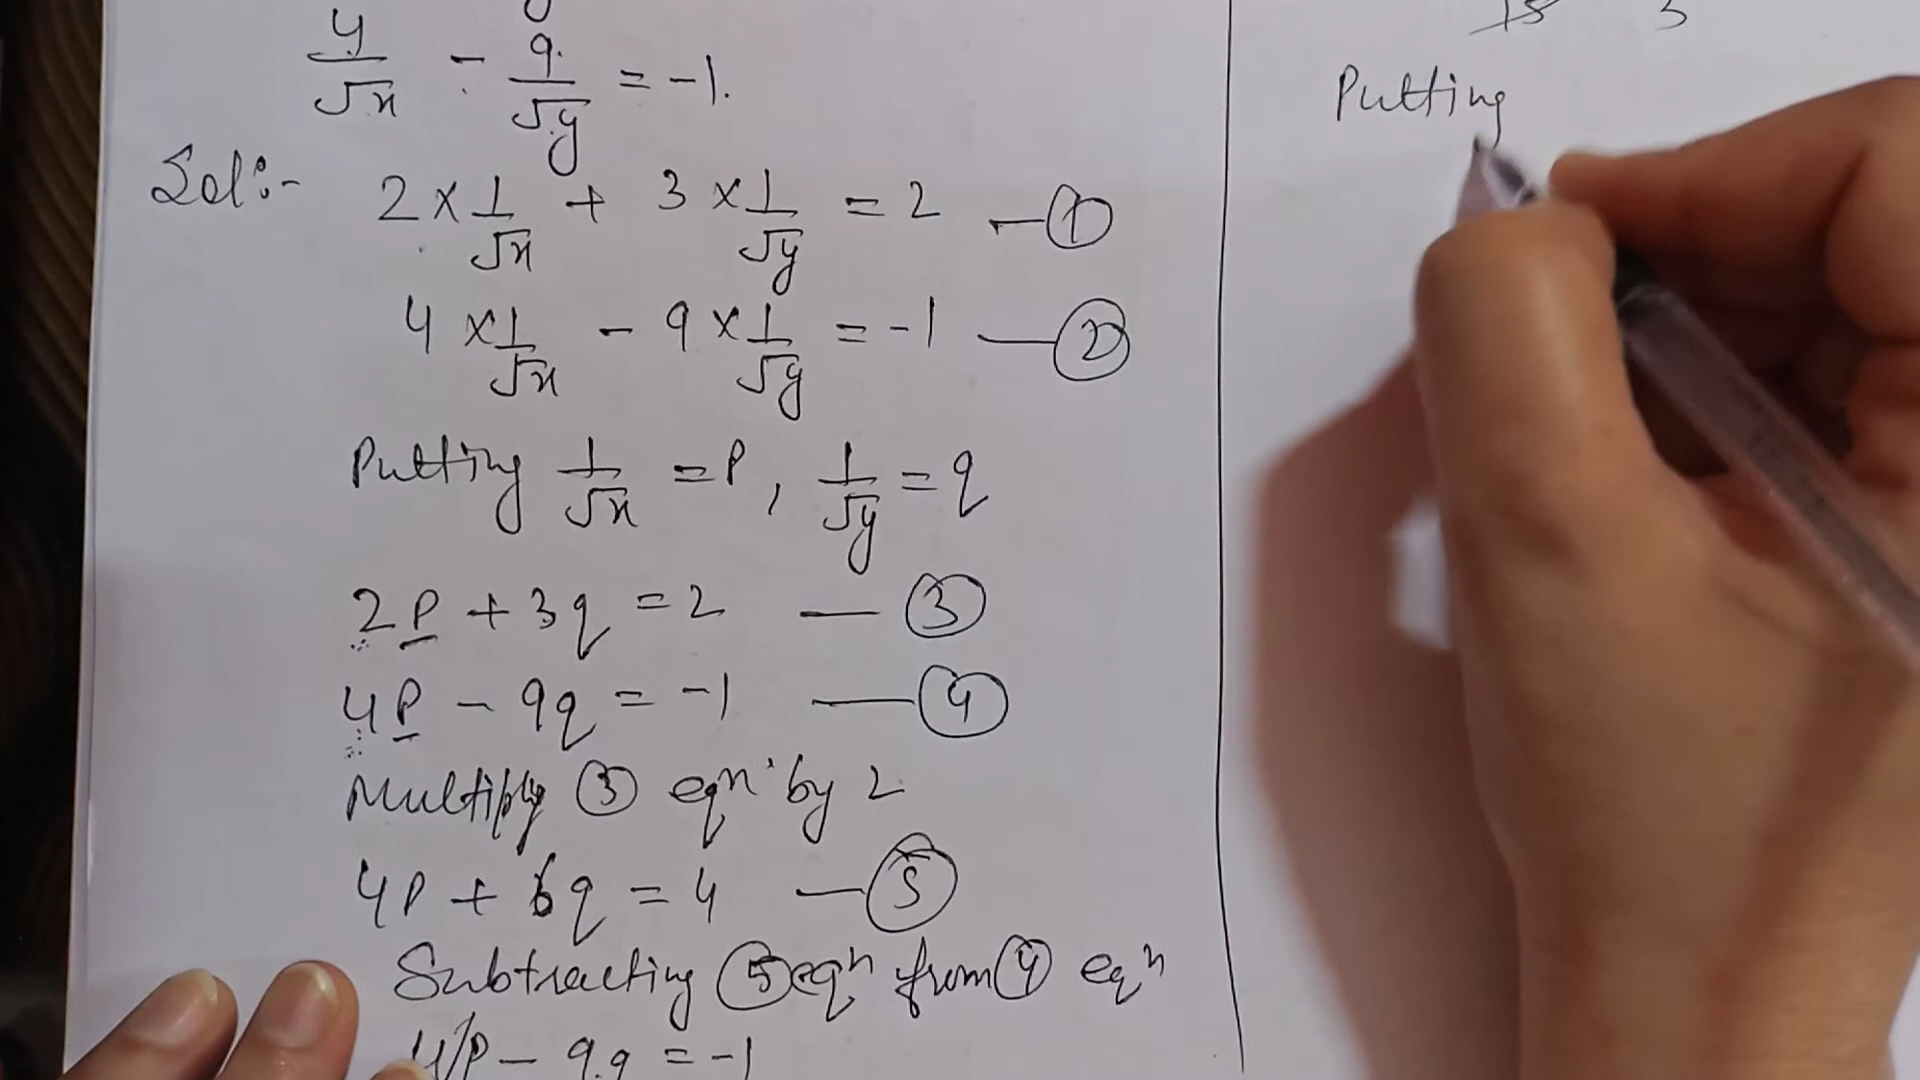 4/√x - 9/√y = -1.
Sol:- 2 × 1/√x + 3 × 1/√y = 2 — ①
4 × 1/√x - 9 × 1/√y = -1 — ②
Putting 1/√x = P, 1/√y = q
2P + 3q = 2 — ③
4P - 9q = -1 — ④
Multiply ③ eqn by 2
4P + 6q = 4 — ⑤
Subtracting ⑤ eqn from ④ eqn
4P - 9q = -1
15 3
Putting